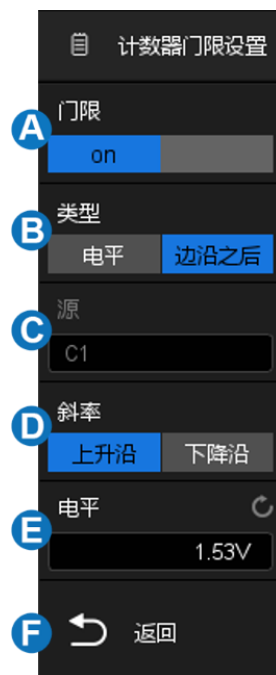 计数器门限设置
A
门限
on
B
类型
电平 边沿之后
C
源
C1
D
斜率
上升沿 下降沿
E
电平
1.53V
F
返回